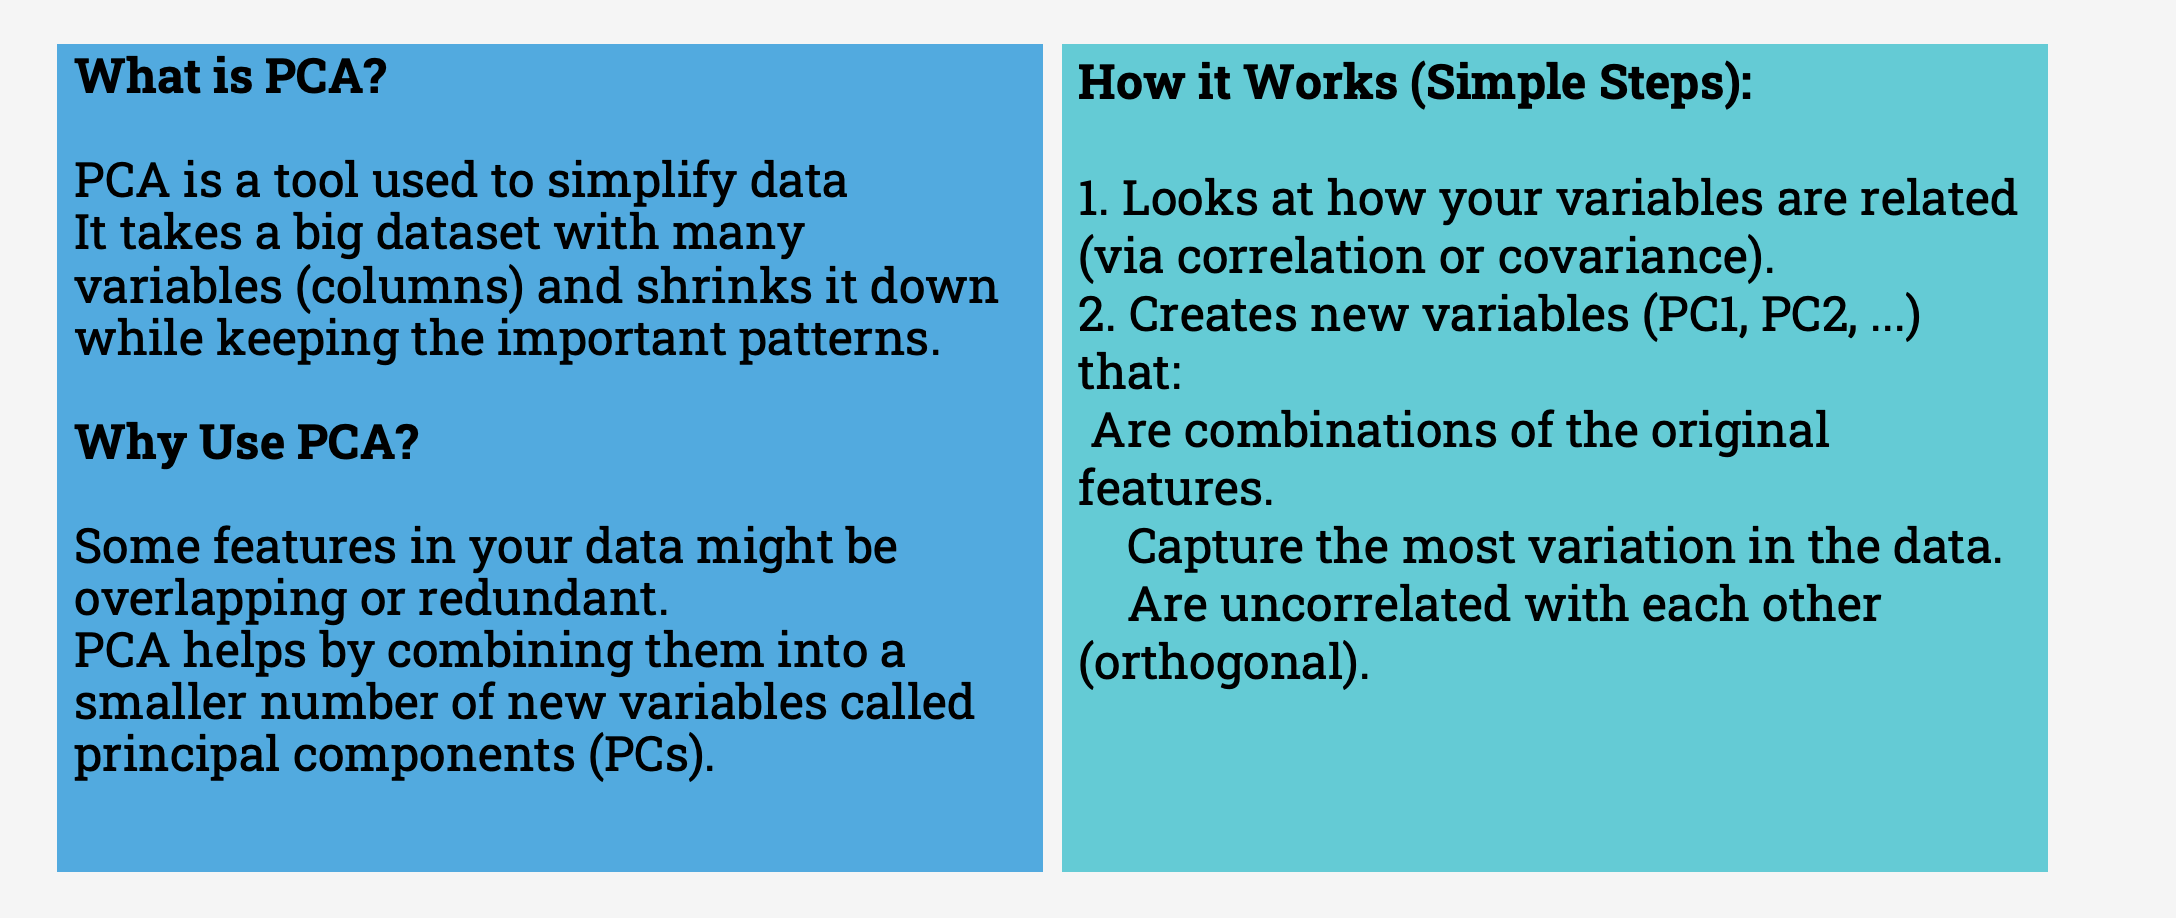 What is PCA?
PCA is a tool used to simplify data
It takes a big dataset with many
variables (columns) and shrinks it down
while keeping the important patterns.
Why Use PCA?
Some features in your data might be
overlapping or redundant.
PCA helps by combining them into a
smaller number of new variables called
principal components (PCs).
How it Works (Simple Steps):
1. Looks at how your variables are related
(via correlation or covariance).
2. Creates new variables (PC1, PC2, ...)
that:
Are combinations of the original
features.
Capture the most variation in the data.
Are uncorrelated with each other
(orthogonal).